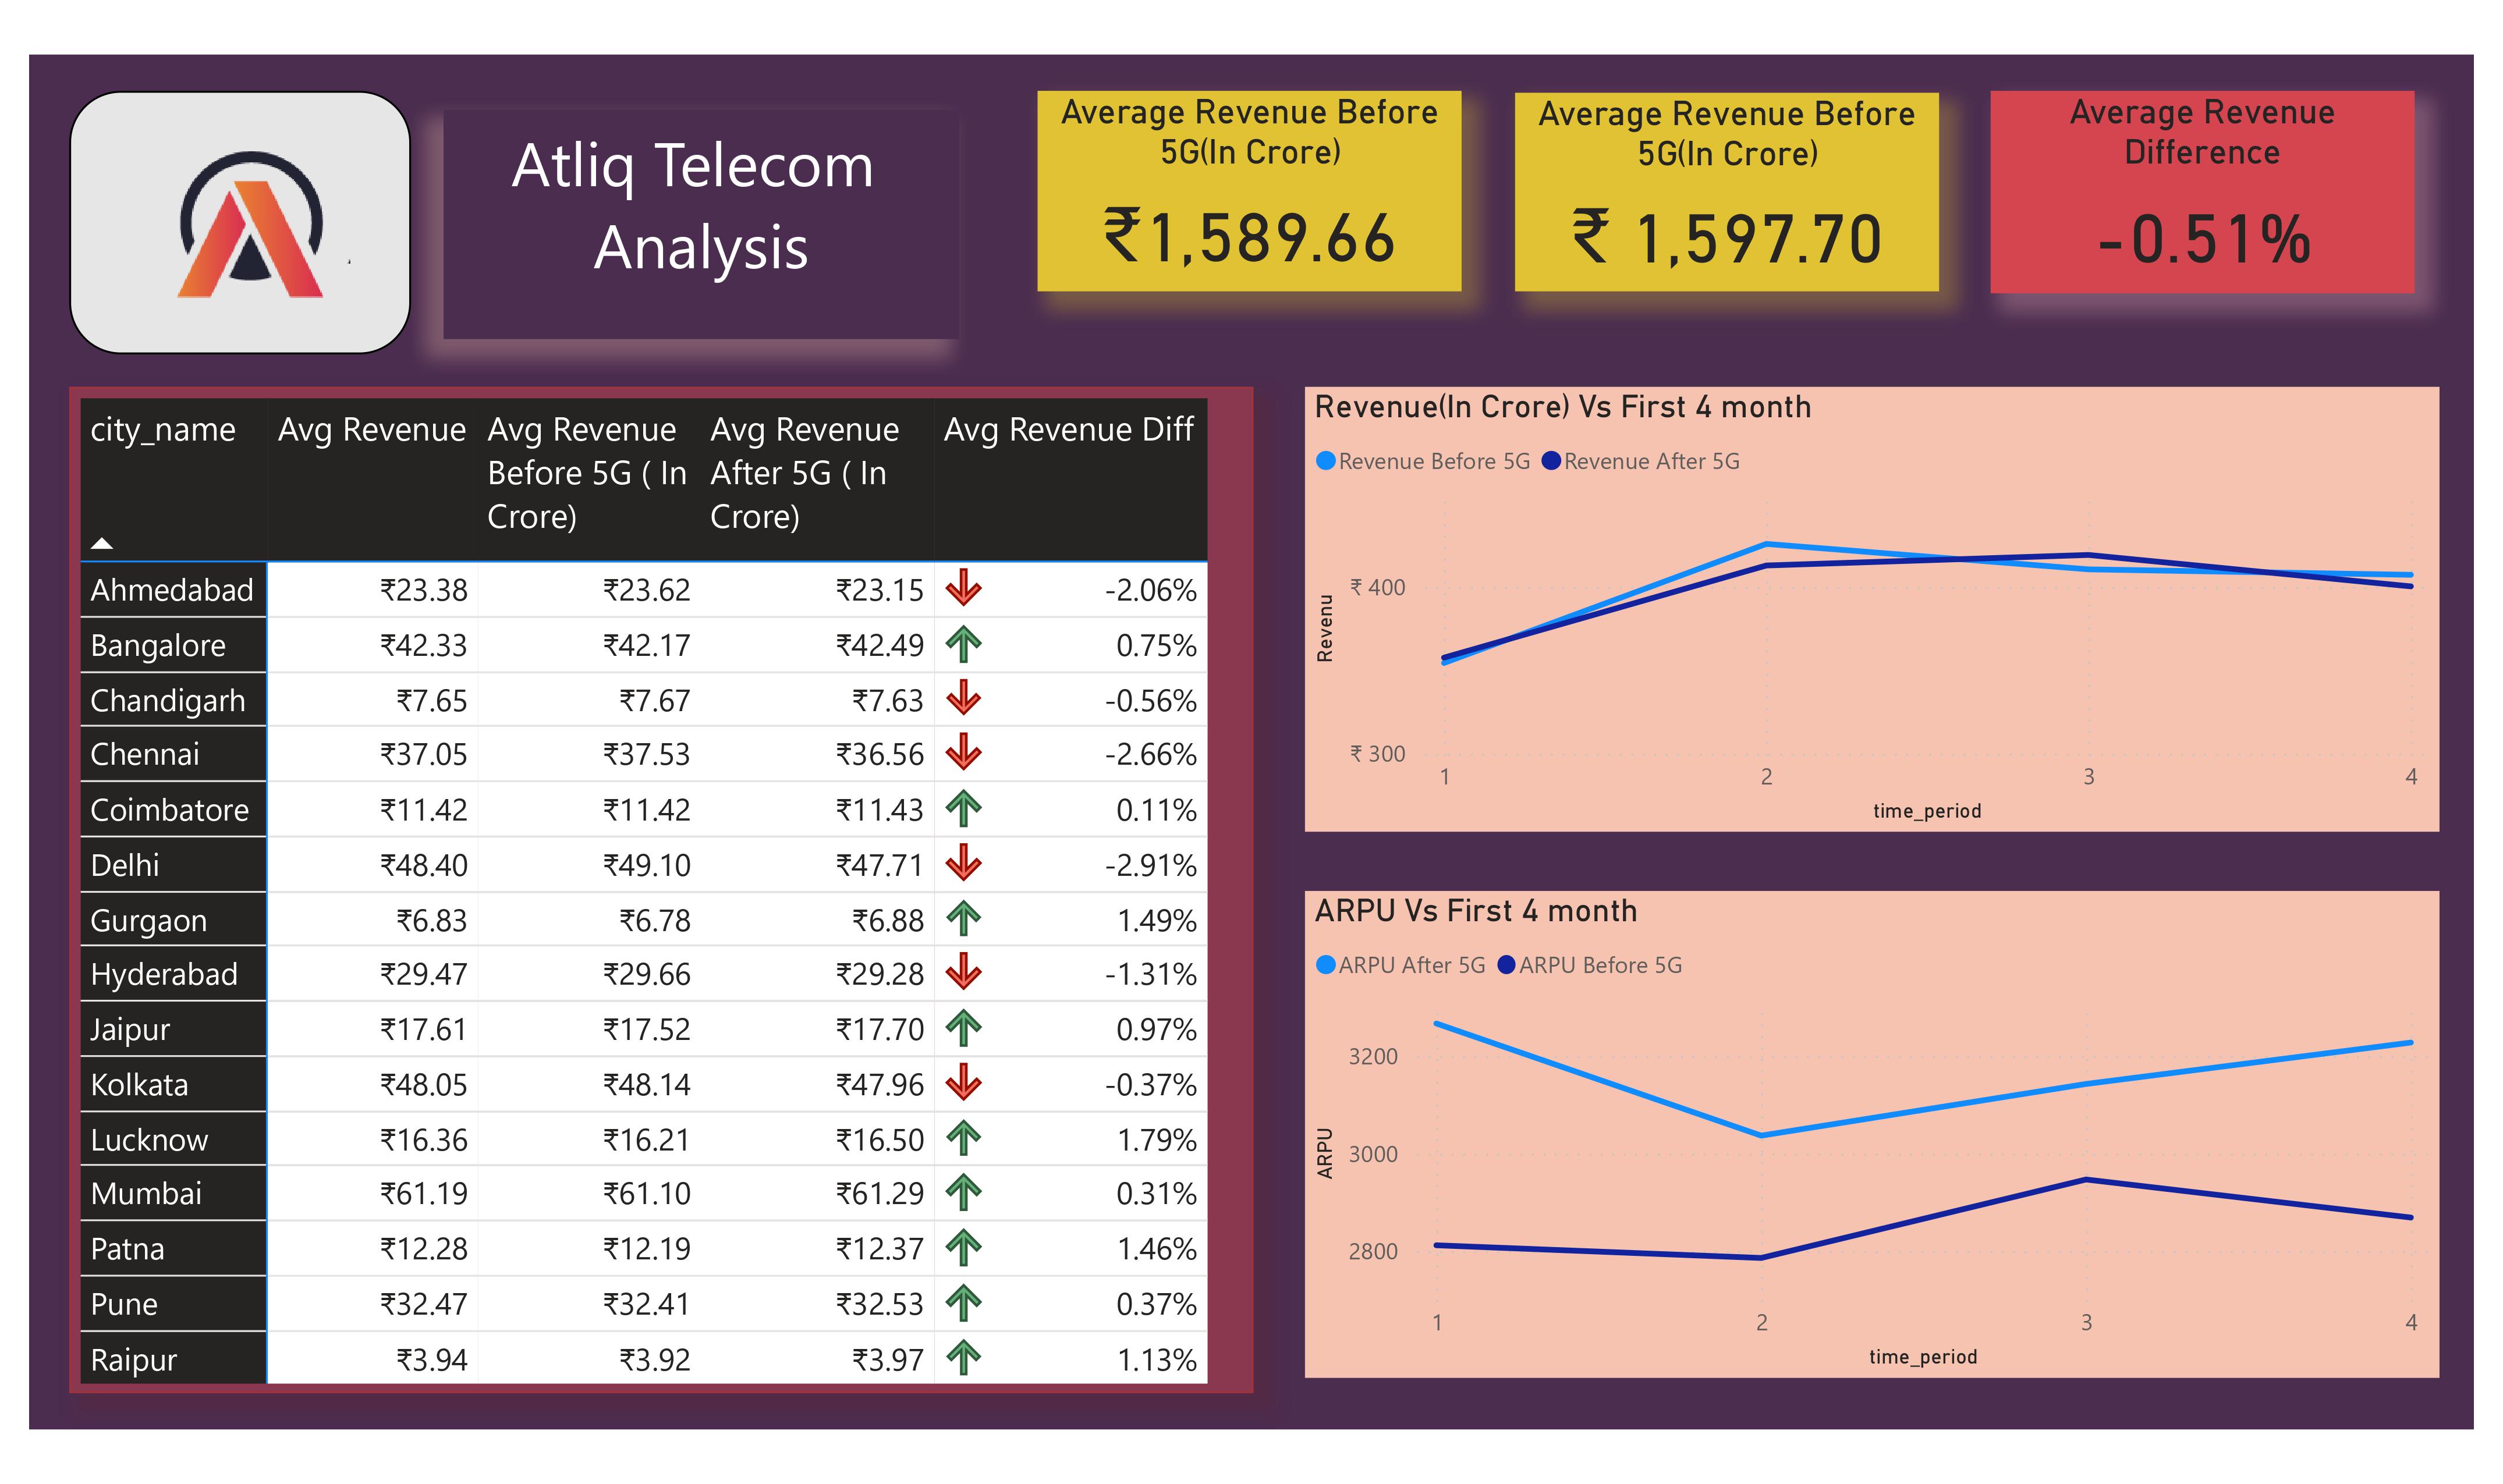 Atliq Telecom
Analysis
Average Revenue Before
5G(In Crore)
₹1,589.66
Average Revenue Before
5G(In Crore)
₹ 1,597.70
Average Revenue
Difference
-0.51%
city_name Avg Revenue Avg Revenue Before 5G ( In Crore) Avg Revenue After 5G ( In Crore) Avg Revenue Diff
Ahmedabad ₹23.38 ₹23.62 ₹23.15 -2.06%
Bangalore ₹42.33 ₹42.17 ₹42.49 0.75%
Chandigarh ₹7.65 ₹7.67 ₹7.63 -0.56%
Chennai ₹37.05 ₹37.53 ₹36.56 -2.66%
Coimbatore ₹11.42 ₹11.42 ₹11.43 0.11%
Delhi ₹48.40 ₹49.10 ₹47.71 -2.91%
Gurgaon ₹6.83 ₹6.78 ₹6.88 1.49%
Hyderabad ₹29.47 ₹29.66 ₹29.28 -1.31%
Jaipur ₹17.61 ₹17.52 ₹17.70 0.97%
Kolkata ₹48.05 ₹48.14 ₹47.96 -0.37%
Lucknow ₹16.36 ₹16.21 ₹16.50 1.79%
Mumbai ₹61.19 ₹61.10 ₹61.29 0.31%
Patna ₹12.28 ₹12.19 ₹12.37 1.46%
Pune ₹32.47 ₹32.41 ₹32.53 0.37%
Raipur ₹3.94 ₹3.92 ₹3.97 1.13%
Revenue(In Crore) Vs First 4 month
Revenue Before 5G Revenue After 5G
Revenu
₹ 400
₹ 300
1 2 3 4
time_period
ARPU Vs First 4 month
ARPU After 5G ARPU Before 5G
ARPU
3200
3000
2800
1 2 3 4
time_period